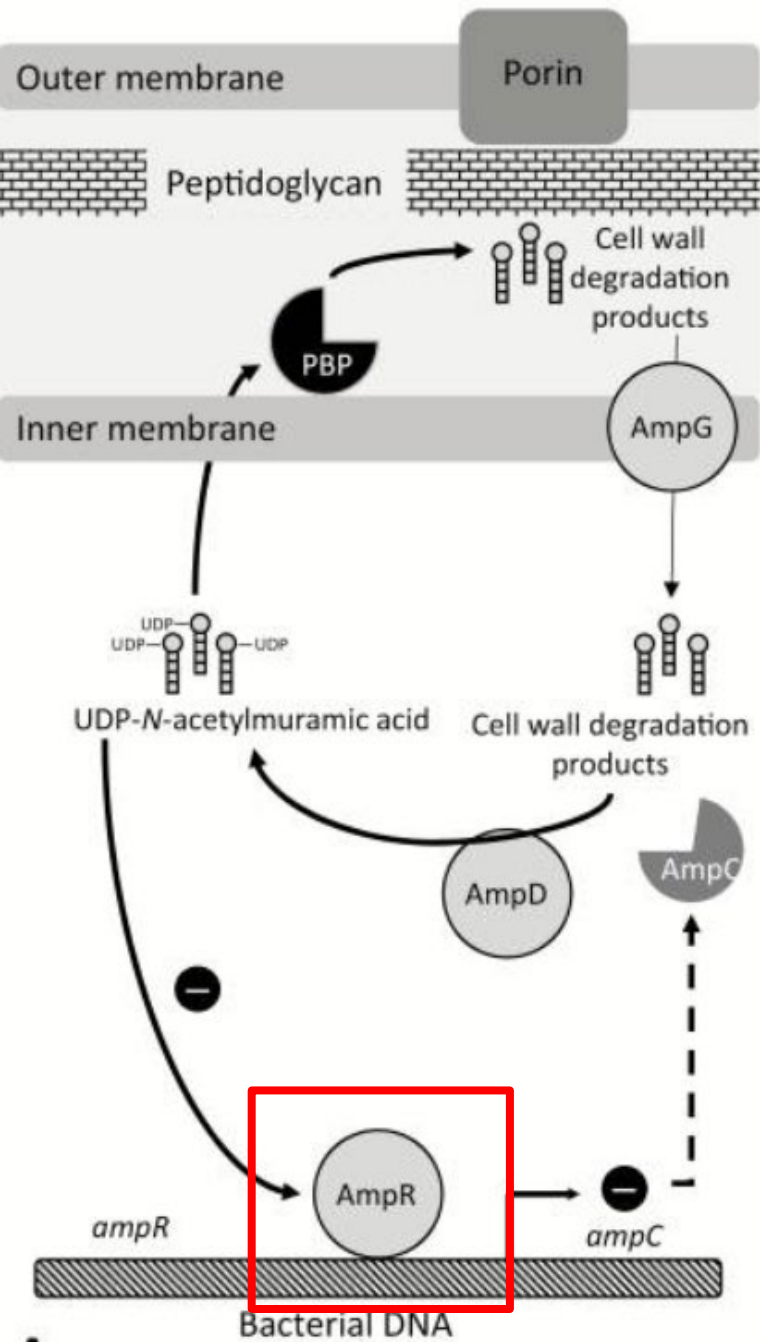 Outer membrane
Porin
Peptidoglycan
Cell wall
degradation
products
PBP
Inner membrane
AmpG
UDP
UDP
UDP
UDP-N-acetylmuramic acid
Cell wall degradation
products
AmpC
AmpD
AmpR
ampR
ampC
Bacterial DNA